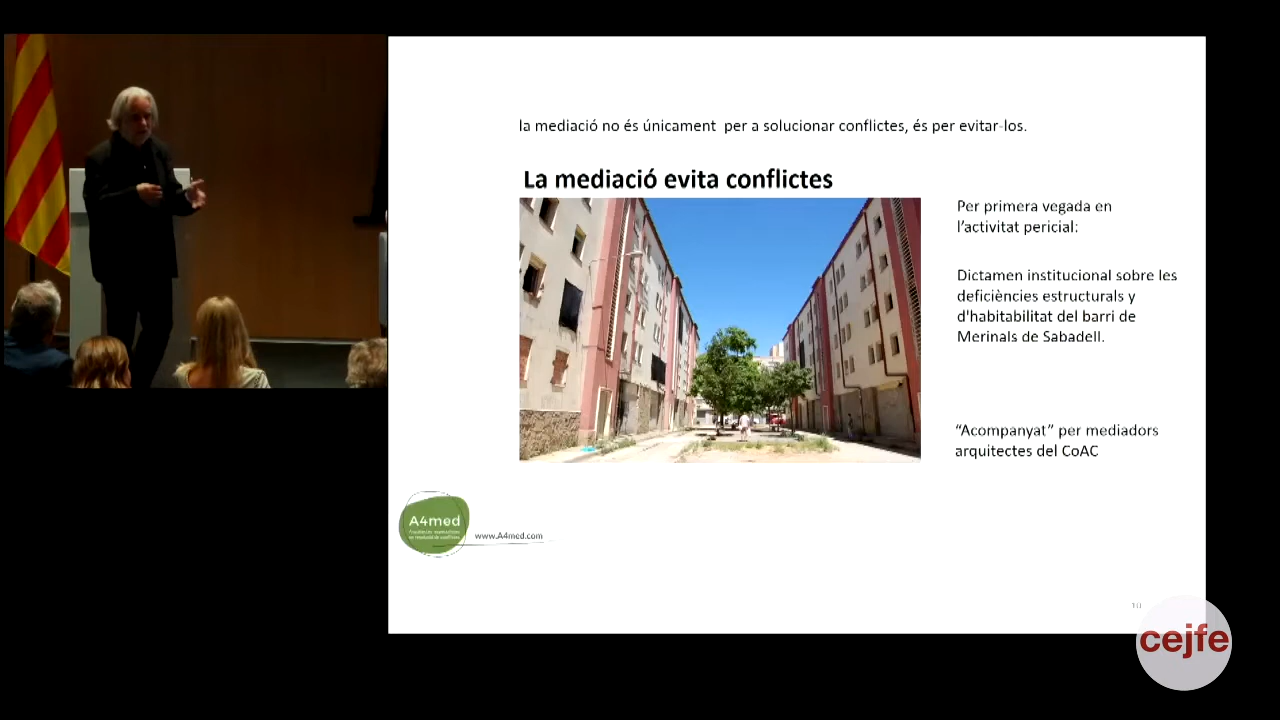 la mediació no és únicament  per a solucionar conflictes, és per evitar-los.
La mediació evita conflictes
Per primera vegada en
l'activitat pericial:
Dictamen institucional sobre les
deficiències estructurals y
d'habitabilitat del barri de
Merinals de Sabadell.
“Acompanyat” per mediadors
arquitectes del CoAC
A4med
www.A4med.com
10
cejfe